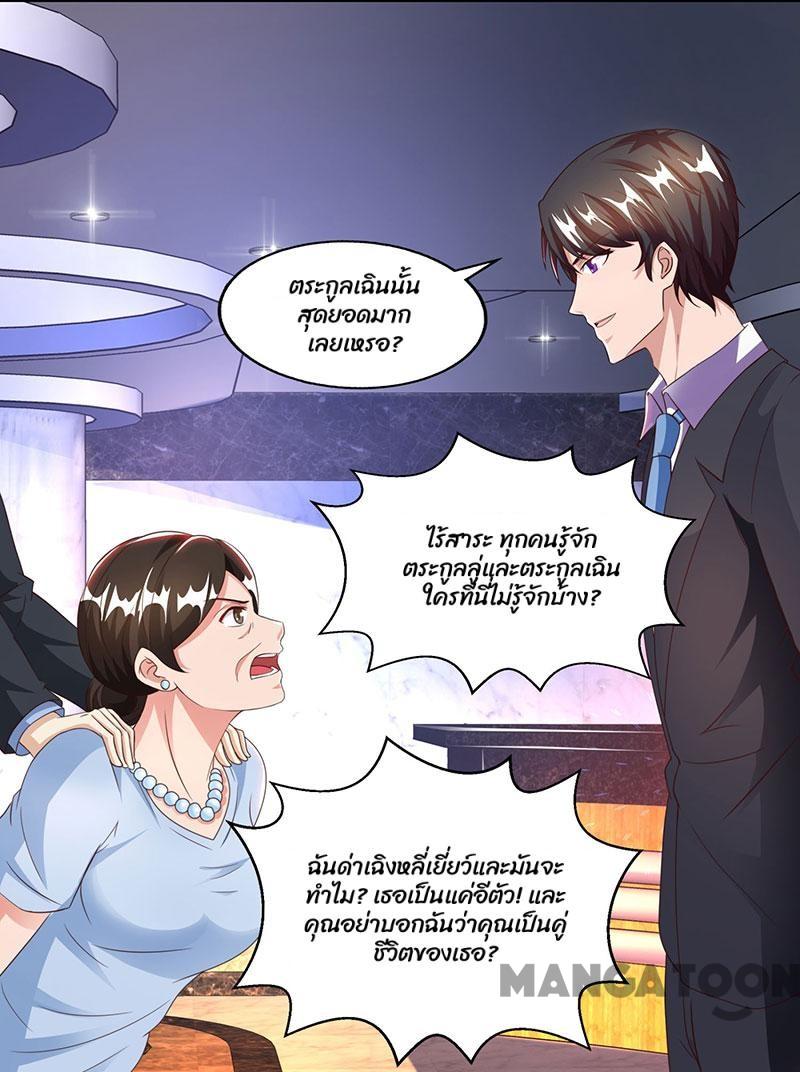 ตระกูลเฉินนั้น
สุดยอดมาก
เลยเหรอ?
ไร้สาระ ทุกคนรู้จัก
ตระกูลลู่และตระกูลเฉิน
ใครที่นี่ไม่รู้จักบ้าง?
ฉันด่าเฉิงหลี่เยี่ยว์และมันจะ
ทำไม? เธอเป็นแค่อีตัว! และ
คุณอย่าบอกฉันว่าคุณเป็นคู่
ชีวิตของเธอ?
MANGATOON